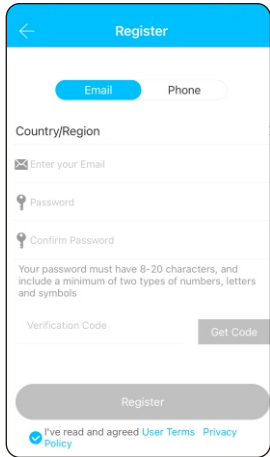 Register
Email Phone
Country/Region
Enter your Email
Password
Confirm Password
Your password must have 8-20 characters, and
include a minimum of two types of numbers, letters
and symbols
Verification Code Get Code
Register
I've read and agreed User Terms Privacy
Policy